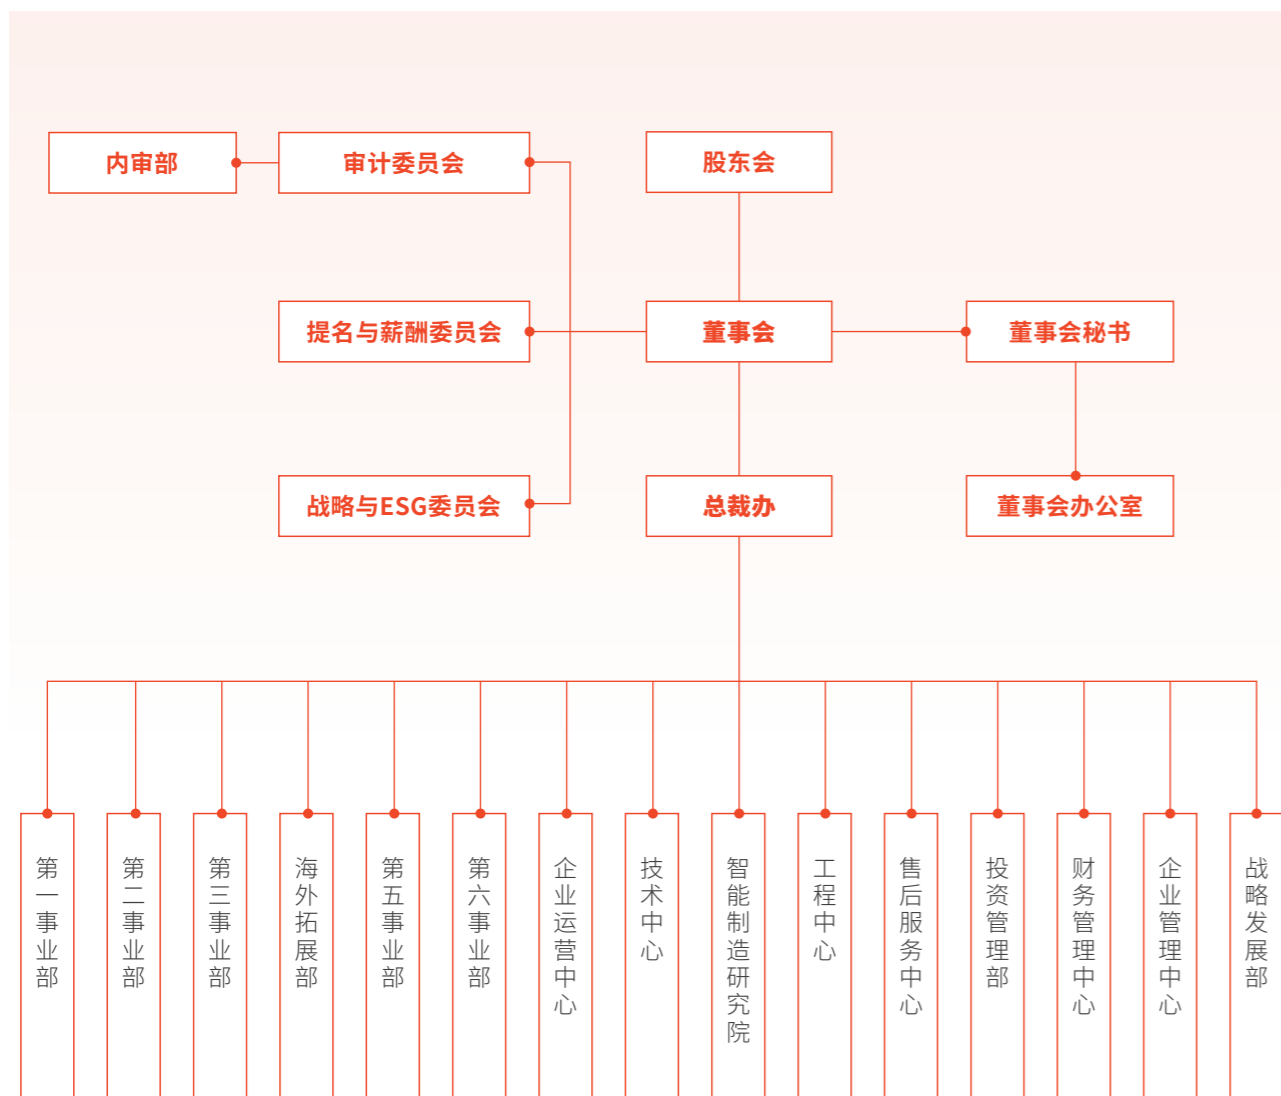 内审部
审计委员会
股东会
提名与薪酬委员会
董事会
董事会秘书
战略与ESG委员会
总裁办
董事会办公室
第一事业部
第二事业部
第三事业部
海外拓展部
第五事业部
第六事业部
企业运营中心
技术中心
智能制造研究院
工程中心
售后服务中心
投资管理部
财务管理中心
企业管理中心
战略发展部